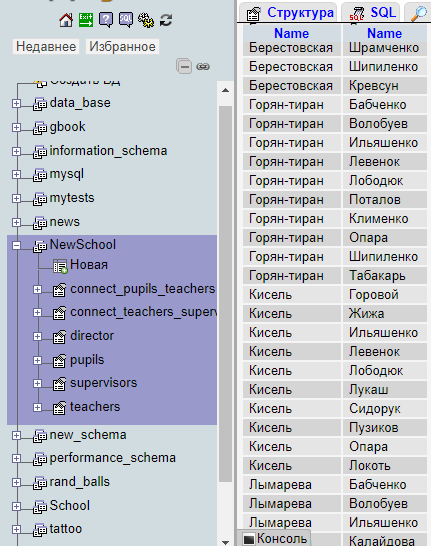 Недавнее Избранное
Создать БД
data_base
gbook
information_schema
mysql
mytests
news
NewSchool
Новая
connect_pupils_teachers
connect_teachers_superv
director
pupils
supervisors
teachers
new_schema
performance_schema
rand_balls
School
tattoo
Структура SQL
Name Name
Берестовская Шрамченко
Берестовская Шипиленко
Берестовская Кревсун
Горян-тиран Бабченко
Горян-тиран Волобуев
Горян-тиран Ильяшенко
Горян-тиран Левенок
Горян-тиран Лободюк
Горян-тиран Поталов
Горян-тиран Клименко
Горян-тиран Опара
Горян-тиран Шипиленко
Горян-тиран Табакарь
Кисель Горовой
Кисель Жижа
Кисель Ильяшенко
Кисель Левенок
Кисель Лободюк
Кисель Лукаш
Кисель Сидорук
Кисель Пузиков
Кисель Опара
Кисель Локоть
Лымарева Бабченко
Лымарева Волобуев
Лымарева Ильяшенко
Консоль Калайдова